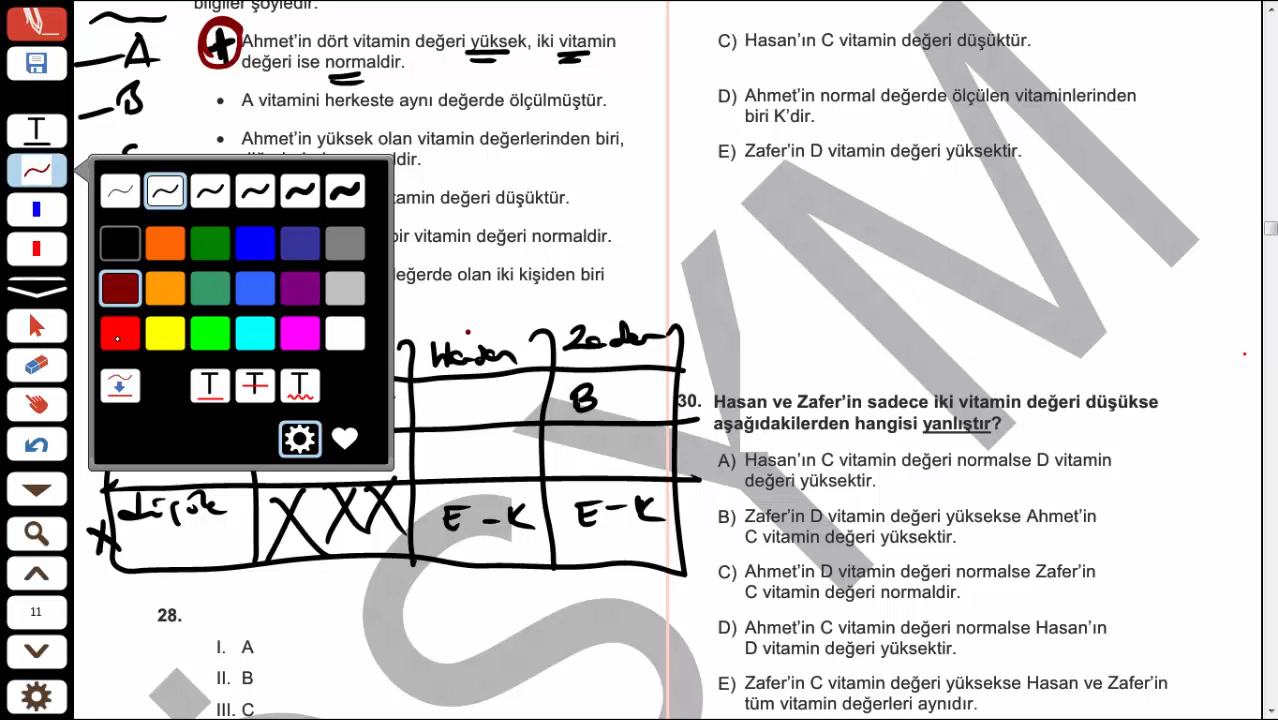 bilgiler şöyledir.
Ahmet'in dört vitamin değeri yüksek, iki vitamin
değeri ise normaldir.
• A vitamini herkeste aynı değerde ölçülmüştür.
• Ahmet'in yüksek olan vitamin değerlerinden biri,
ldir.
tamin değeri düşüktür.
bir vitamin değeri normaldir.
eğerde olan iki kişiden biri
A
B
Hasan
Zafer
B
düşük
X XX
E - K
E - K
28.
I. A
II. B
III. C
C) Hasan'ın C vitamin değeri düşüktür.
D) Ahmet'in normal değerde ölçülen vitaminlerinden
biri K'dir.
E) Zafer'in D vitamin değeri yüksektir.
30. Hasan ve Zafer'in sadece iki vitamin değeri düşükse
aşağıdakilerden hangisi yanlıştır?
A) Hasan'ın C vitamin değeri normalse D vitamin
değeri yüksektir.
B) Zafer'in D vitamin değeri yüksekse Ahmet'in
C vitamin değeri yüksektir.
C) Ahmet'in D vitamin değeri normalse Zafer'in
C vitamin değeri normaldir.
D) Ahmet'in C vitamin değeri normalse Hasan'ın
D vitamin değeri yüksektir.
E) Zafer'in C vitamin değeri yüksekse Hasan ve Zafer'in
tüm vitamin değerleri aynıdır.
11
T
T
T
T